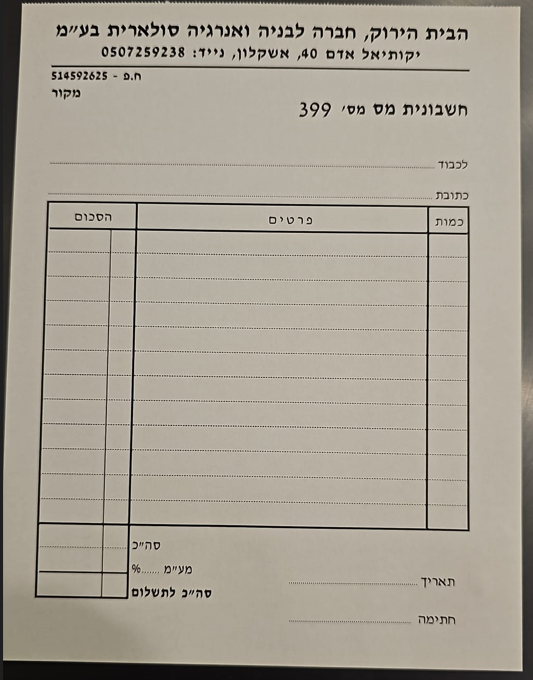 הבית הירוק, חברה לבניה ואנרגיה סולארית בע״מ
יקותיאל אדם 40, אשקלון, נייד: 0507259238
ח.פ - 514592625
מקור
חשבונית מס מס׳ 399
לכבוד
כתובת
כמות פרטים הסכום
סה״כ
מע״מ ...... %
סה״כ לתשלום
תאריך
חתימה